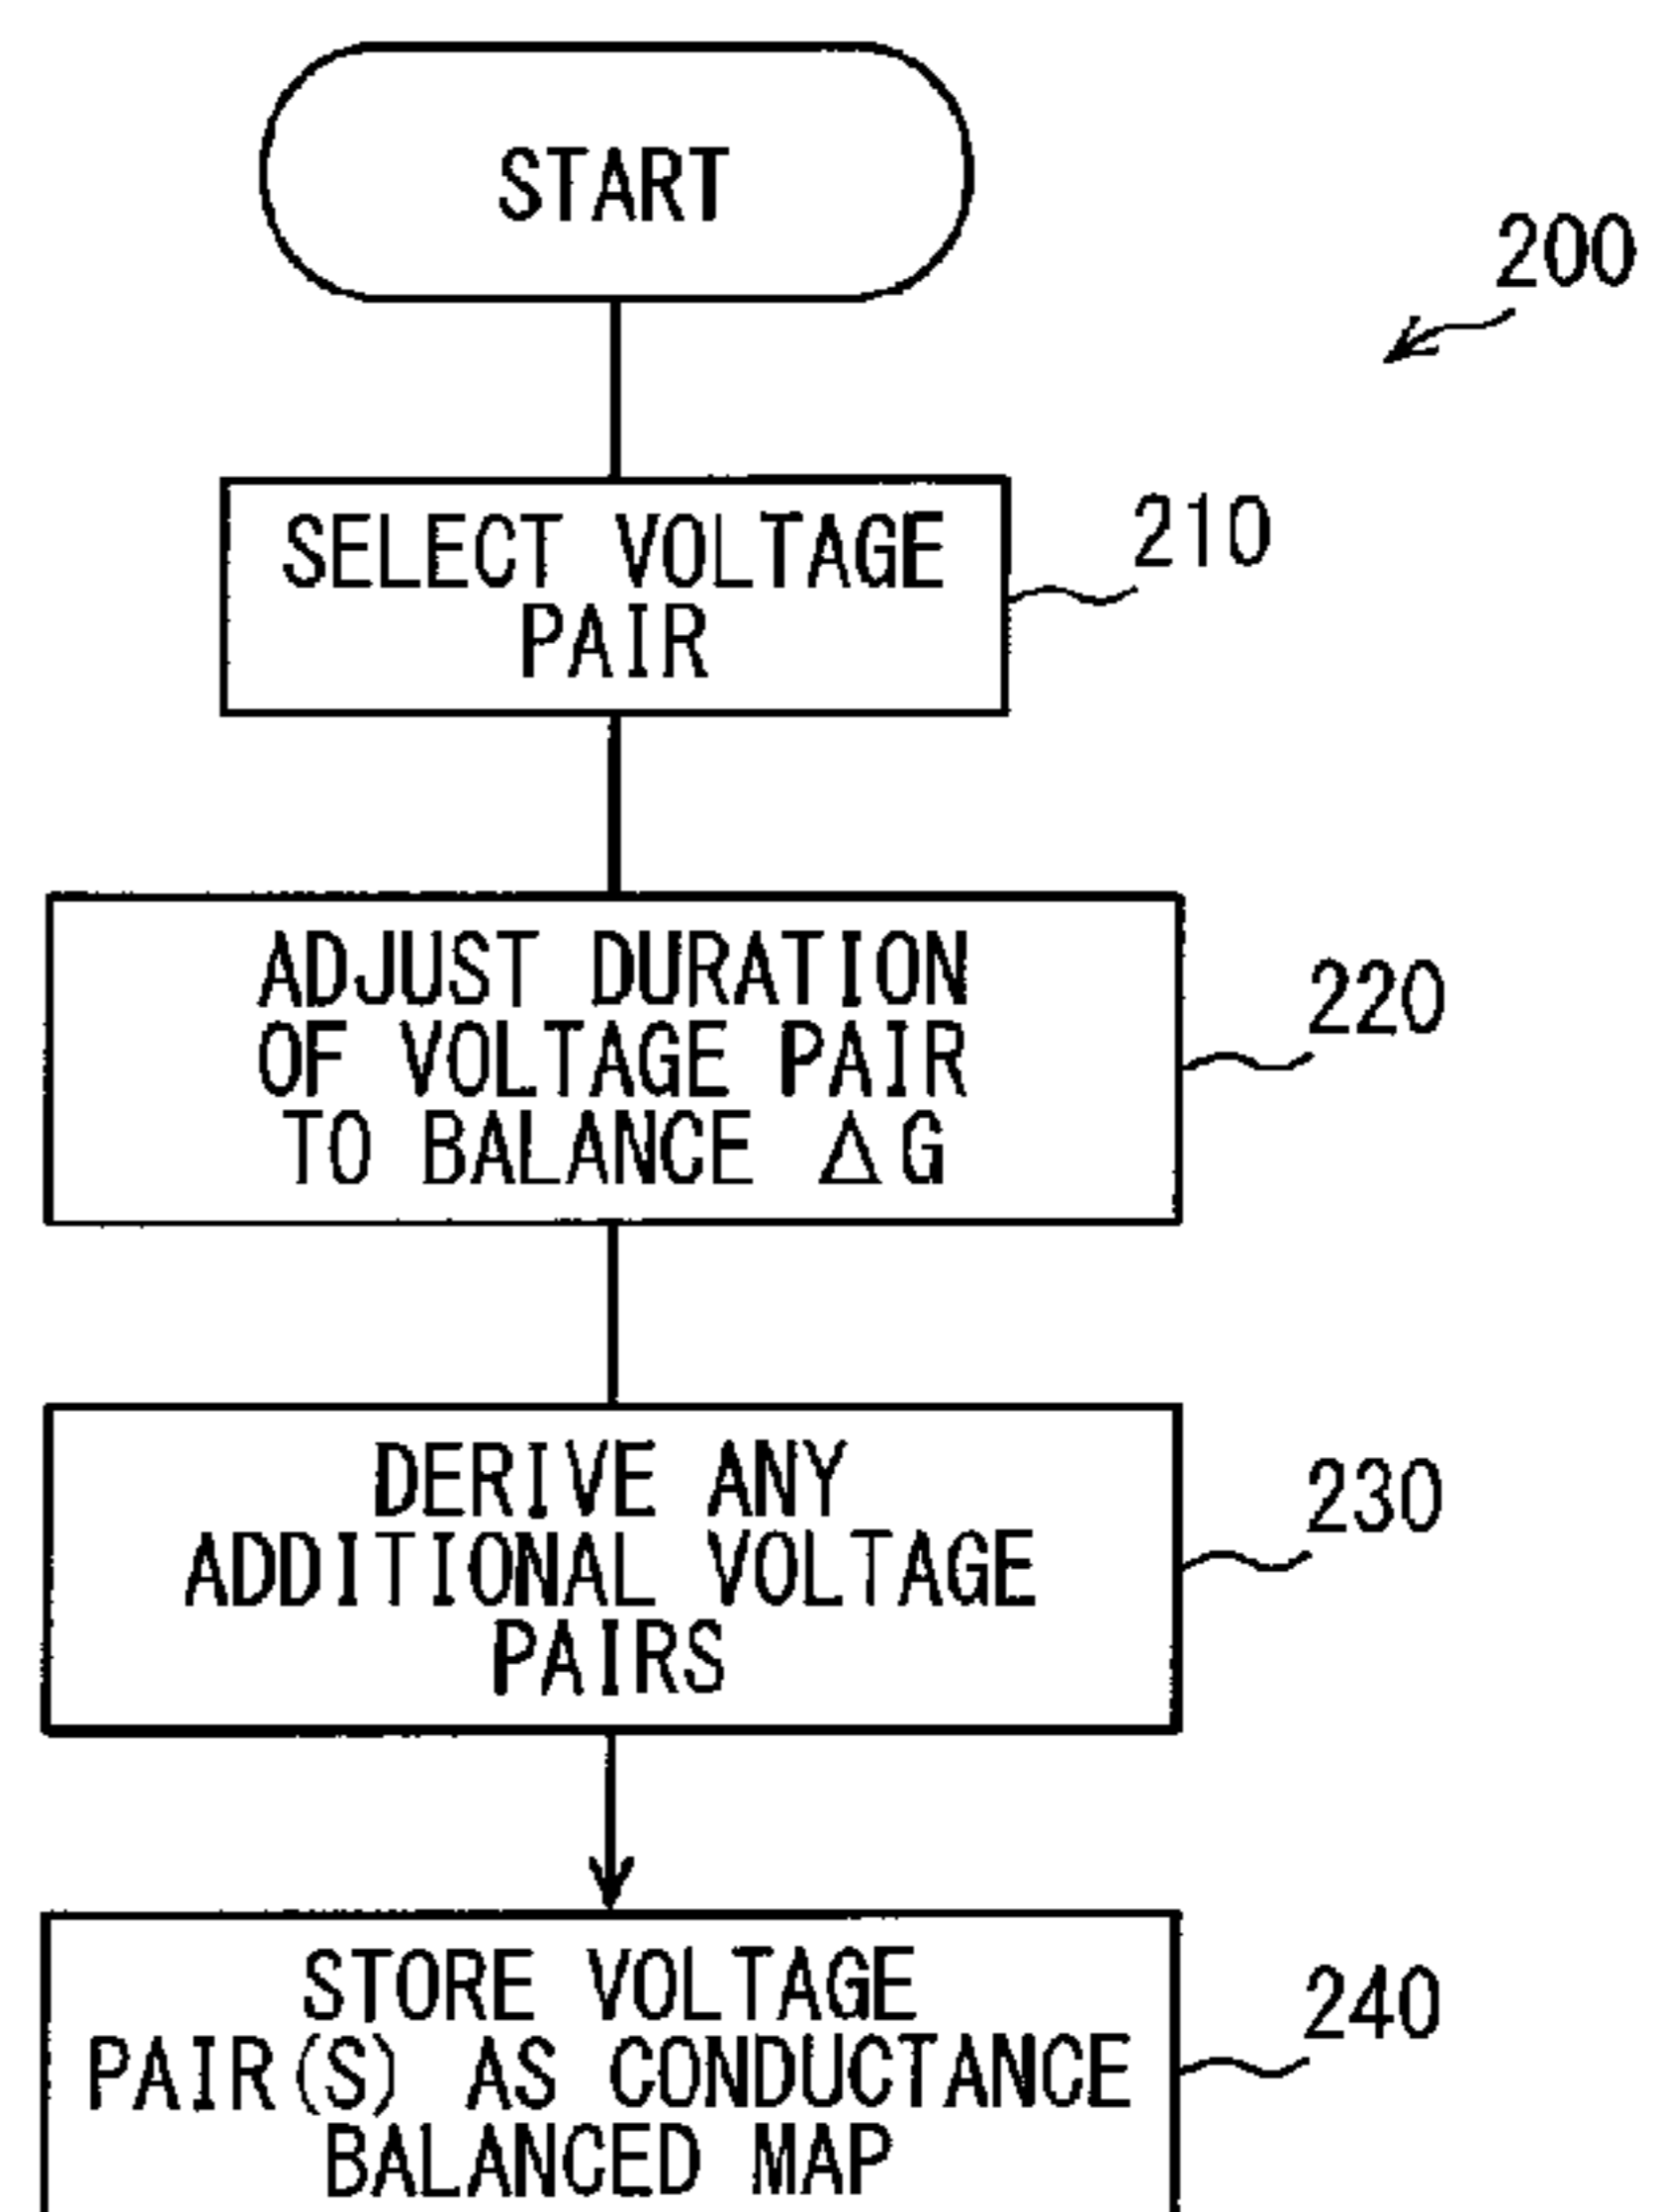 START
200
SELECT VOLTAGE
PAIR
210
ADJUST DURATION
OF VOLTAGE PAIR
TO BALANCE ΔG
220
DERIVE ANY
ADDITIONAL VOLTAGE
PAIRS
230
STORE VOLTAGE
PAIR(S) AS CONDUCTANCE
BALANCED MAP
240